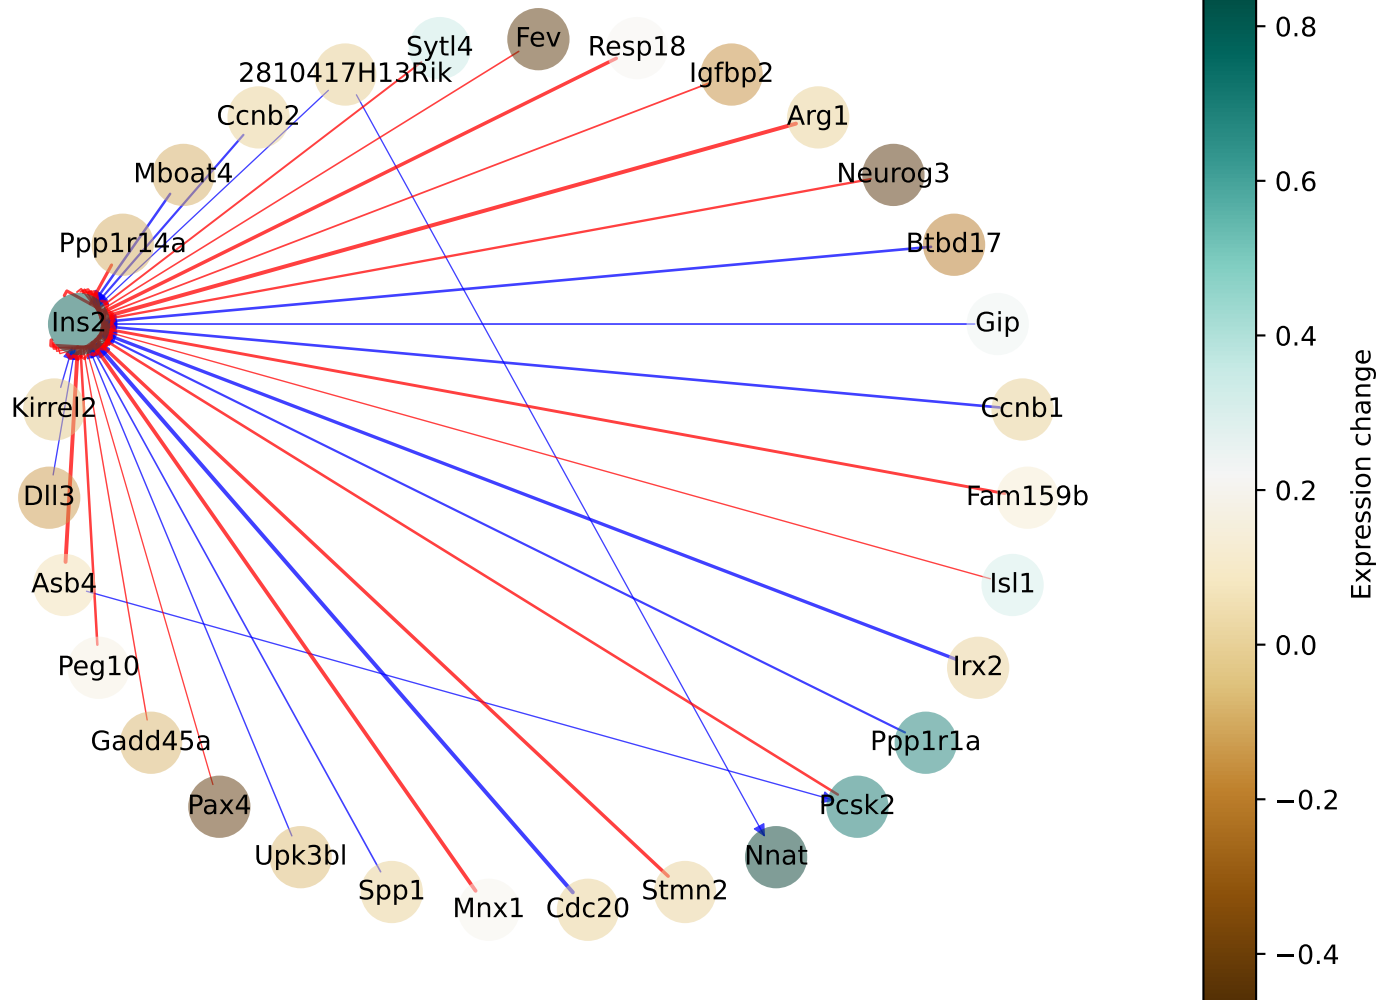 Fev
Sytl4
Resp18
2810417H13Rik
Igfbp2
Ccnb2
Arg1
Mboat4
Neurog3
Ppp1r14a
Btbd17
Ins2
Gip
Kirrel2
Ccnb1
Dll3
Fam159b
Asb4
Isl1
Peg10
Irx2
Gadd45a
Ppp1r1a
Pax4
Pcsk2
Upk3bl
Nnat
Spp1
Stmn2
Mnx1
Cdc20
0.8
0.6
0.4
0.2
0.0
−0.2
−0.4
Expression change